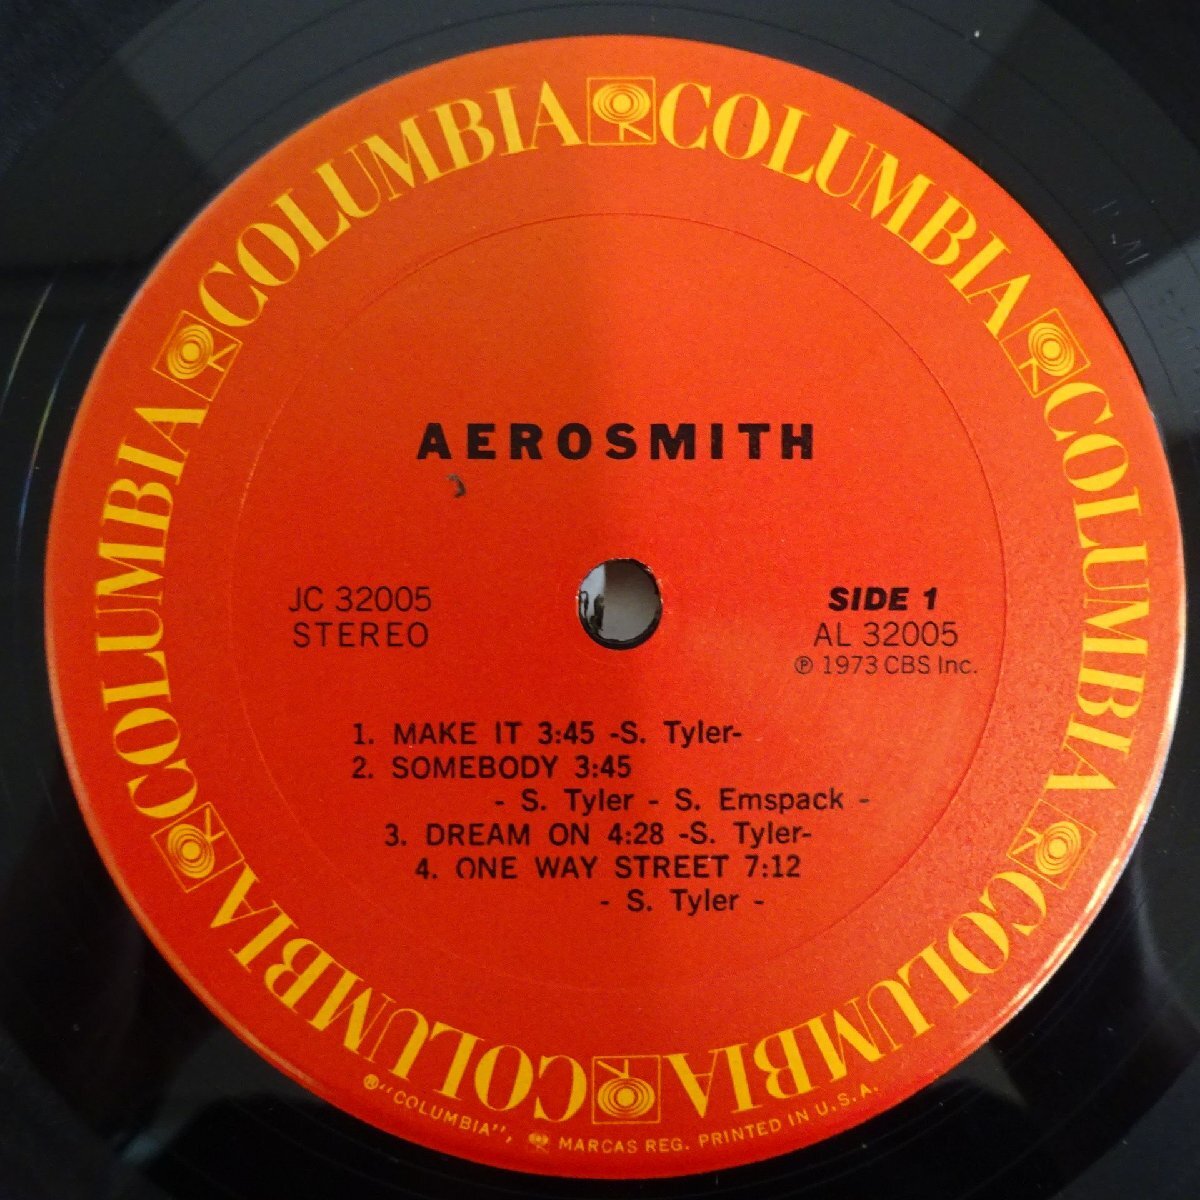 COLUMBIA COLUMBIA COLUMBIA COLUMBIA COLUMBIA COLUMBIA
AEROSMITH
JC 32005
STEREO
SIDE 1
AL 32005
℗ 1973 CBS Inc.
1. MAKE IT 3:45 -S. Tyler-
2. SOMEBODY 3:45
- S. Tyler - S. Emspack -
3. DREAM ON 4:28 -S. Tyler-
4. ONE WAY STREET 7:12
- S. Tyler -
®"COLUMBIA", MARCAS REG. PRINTED IN U.S.A.